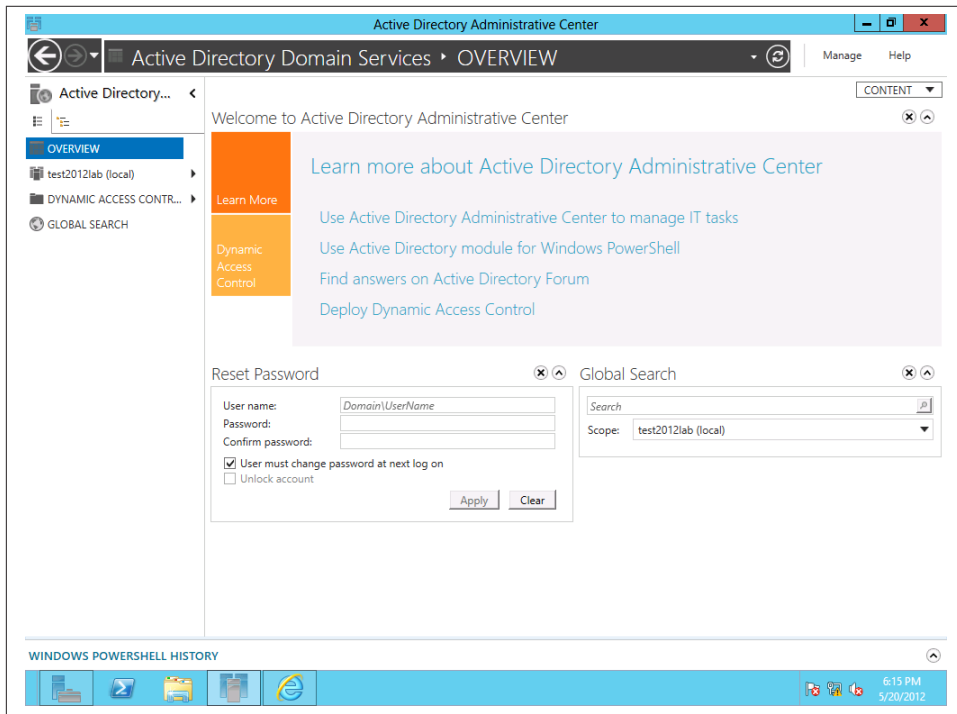 Active Directory Administrative Center
Active Directory Domain Services • OVERVIEW
Manage
Help
Active Directory...
CONTENT
OVERVIEW
test2012lab (local)
DYNAMIC ACCESS CONTR...
GLOBAL SEARCH
Welcome to Active Directory Administrative Center
Learn More
Dynamic
Access
Control
Learn more about Active Directory Administrative Center
Use Active Directory Administrative Center to manage IT tasks
Use Active Directory module for Windows PowerShell
Find answers on Active Directory Forum
Deploy Dynamic Access Control
Reset Password
User name:
Domain\UserName
Password:
Confirm password:
User must change password at next log on
Unlock account
Apply
Clear
Global Search
Search
Scope:
test2012lab (local)
WINDOWS POWERSHELL HISTORY
6:15 PM
5/20/2012